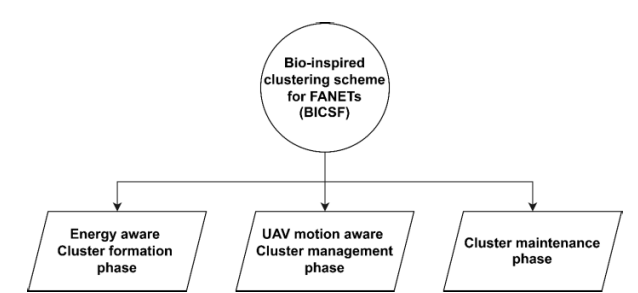 Bio-inspired
clustering scheme
for FANETs
(BICSF)
Energy aware
Cluster formation
phase
UAV motion aware
Cluster management
phase
Cluster maintenance
phase